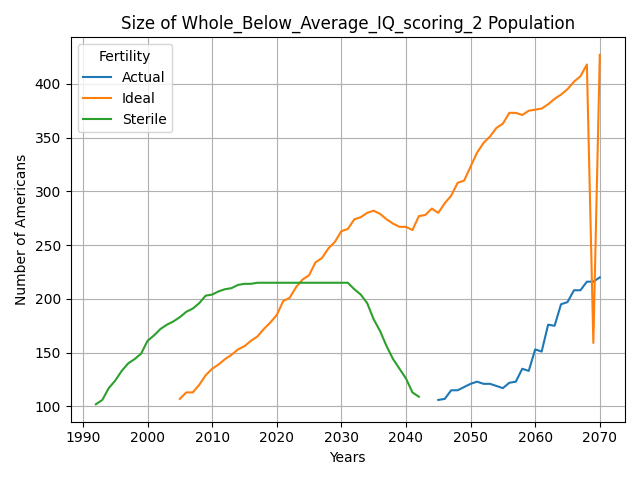 Size of Whole_Below_Average_IQ_scoring_2 Population
Fertility
Actual
Ideal
Sterile
Number of Americans
400
350
300
250
200
150
100
1990
2000
2010
2020
2030
2040
2050
2060
2070
Years